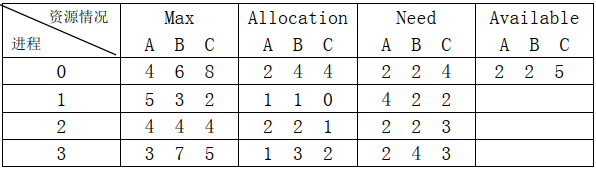 资源情况 Max Allocation Need Available
进程 A B C A B C A B C A B C
0 4 6 8 2 4 4 2 2 4 2 2 5
1 5 3 2 1 1 0 4 2 2
2 4 4 4 2 2 1 2 2 3
3 3 7 5 1 3 2 2 4 3